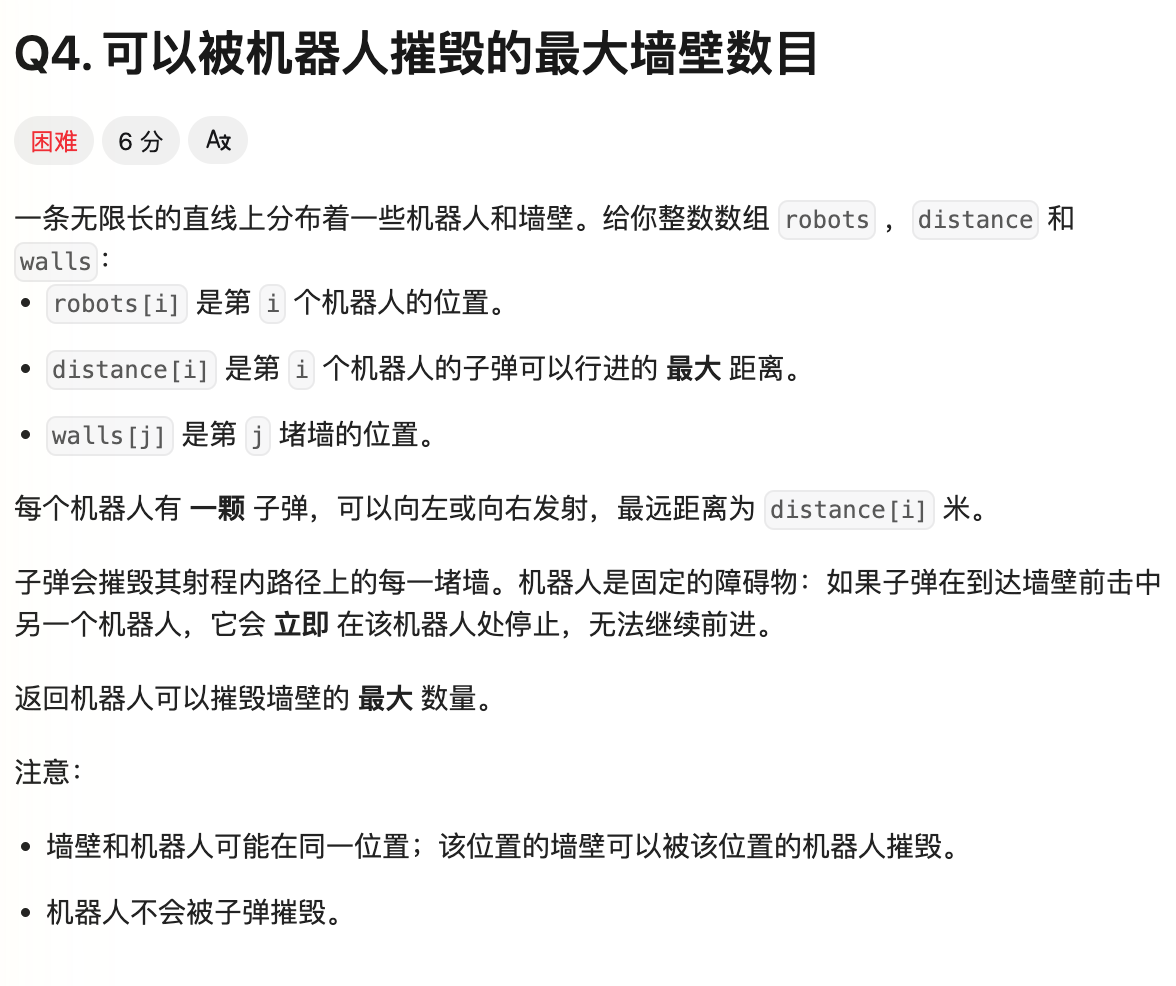 Q4. 可以被机器人摧毁的最大墙壁数目
困难 6 分 A文
一条无限长的直线上分布着一些机器人和墙壁。给你整数数组 robots ，distance 和
walls：
• robots[i] 是第 i 个机器人的位置。
• distance[i] 是第 i 个机器人的子弹可以行进的 最大 距离。
• walls[j] 是第 j 堵墙的位置。
每个机器人有 一颗 子弹，可以向左或向右发射，最远距离为 distance[i] 米。
子弹会摧毁其射程内路径上的每一堵墙。机器人是固定的障碍物：如果子弹在到达墙壁前击中
另一个机器人，它会 立即 在该机器人处停止，无法继续前进。
返回机器人可以摧毁墙壁的 最大 数量。
注意：
• 墙壁和机器人可能在同一位置；该位置的墙壁可以被该位置的机器人摧毁。
• 机器人不会被子弹摧毁。